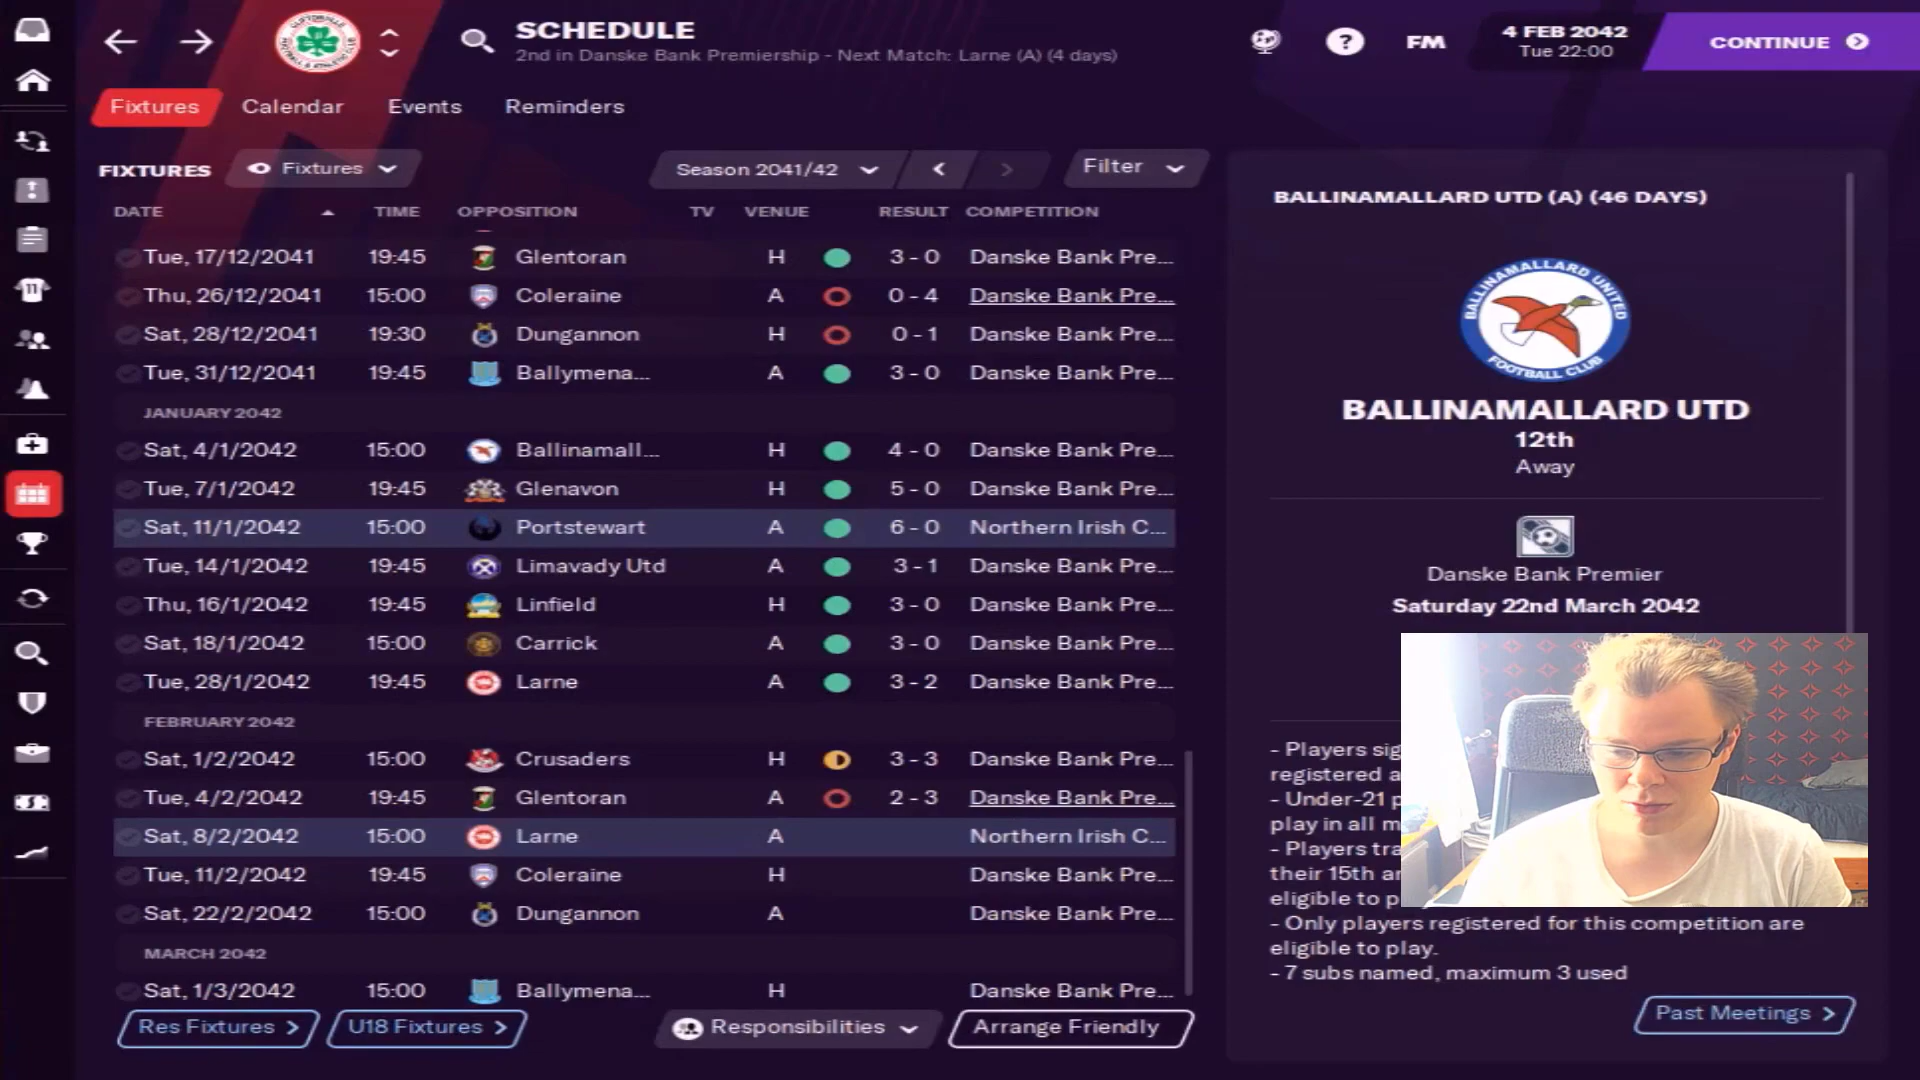 SCHEDULE
2nd in Danske Bank Premiership - Next Match: Larne (A) (4 days)
?
FM
4 FEB 2042
Tue 22:00
CONTINUE
Fixtures Calendar Events Reminders
FIXTURES Fixtures Season 2041/42 Filter
DATE TIME OPPOSITION TV VENUE RESULT COMPETITION
Tue, 17/12/2041 19:45 Glentoran H 3 - 0 Danske Bank Pre...
Thu, 26/12/2041 15:00 Coleraine A 0 - 4 Danske Bank Pre...
Sat, 28/12/2041 19:30 Dungannon H 0 - 1 Danske Bank Pre...
Tue, 31/12/2041 19:45 Ballymena... A 3 - 0 Danske Bank Pre...
JANUARY 2042
Sat, 4/1/2042 15:00 Ballinamall... H 4 - 0 Danske Bank Pre...
Tue, 7/1/2042 19:45 Glenavon H 5 - 0 Danske Bank Pre...
Sat, 11/1/2042 15:00 Portstewart A 6 - 0 Northern Irish C...
Tue, 14/1/2042 19:45 Limavady Utd A 3 - 1 Danske Bank Pre...
Thu, 16/1/2042 19:45 Linfield H 3 - 0 Danske Bank Pre...
Sat, 18/1/2042 15:00 Carrick A 3 - 0 Danske Bank Pre...
Tue, 28/1/2042 19:45 Larne A 3 - 2 Danske Bank Pre...
FEBRUARY 2042
Sat, 1/2/2042 15:00 Crusaders H 3 - 3 Danske Bank Pre...
Tue, 4/2/2042 19:45 Glentoran A 2 - 3 Danske Bank Pre...
Sat, 8/2/2042 15:00 Larne A Northern Irish C...
Tue, 11/2/2042 19:45 Coleraine H Danske Bank Pre...
Sat, 22/2/2042 15:00 Dungannon A Danske Bank Pre...
MARCH 2042
Sat, 1/3/2042 15:00 Ballymena... H Danske Bank Pre...
Res Fixtures > U18 Fixtures > Responsibilities Arrange Friendly
BALLINAMALLARD UTD (A) (46 DAYS)
BALLINAMALLARD UNITED
FOOTBALL CLUB
BALLINAMALLARD UTD
12th
Away
Danske Bank Premier
Saturday 22nd March 2042
- Players sig
registered a
- Under-21 p
play in all m
- Players tra
their 15th an
eligible to p
- Only players registered for this competition are
eligible to play.
- 7 subs named, maximum 3 used
Past Meetings >